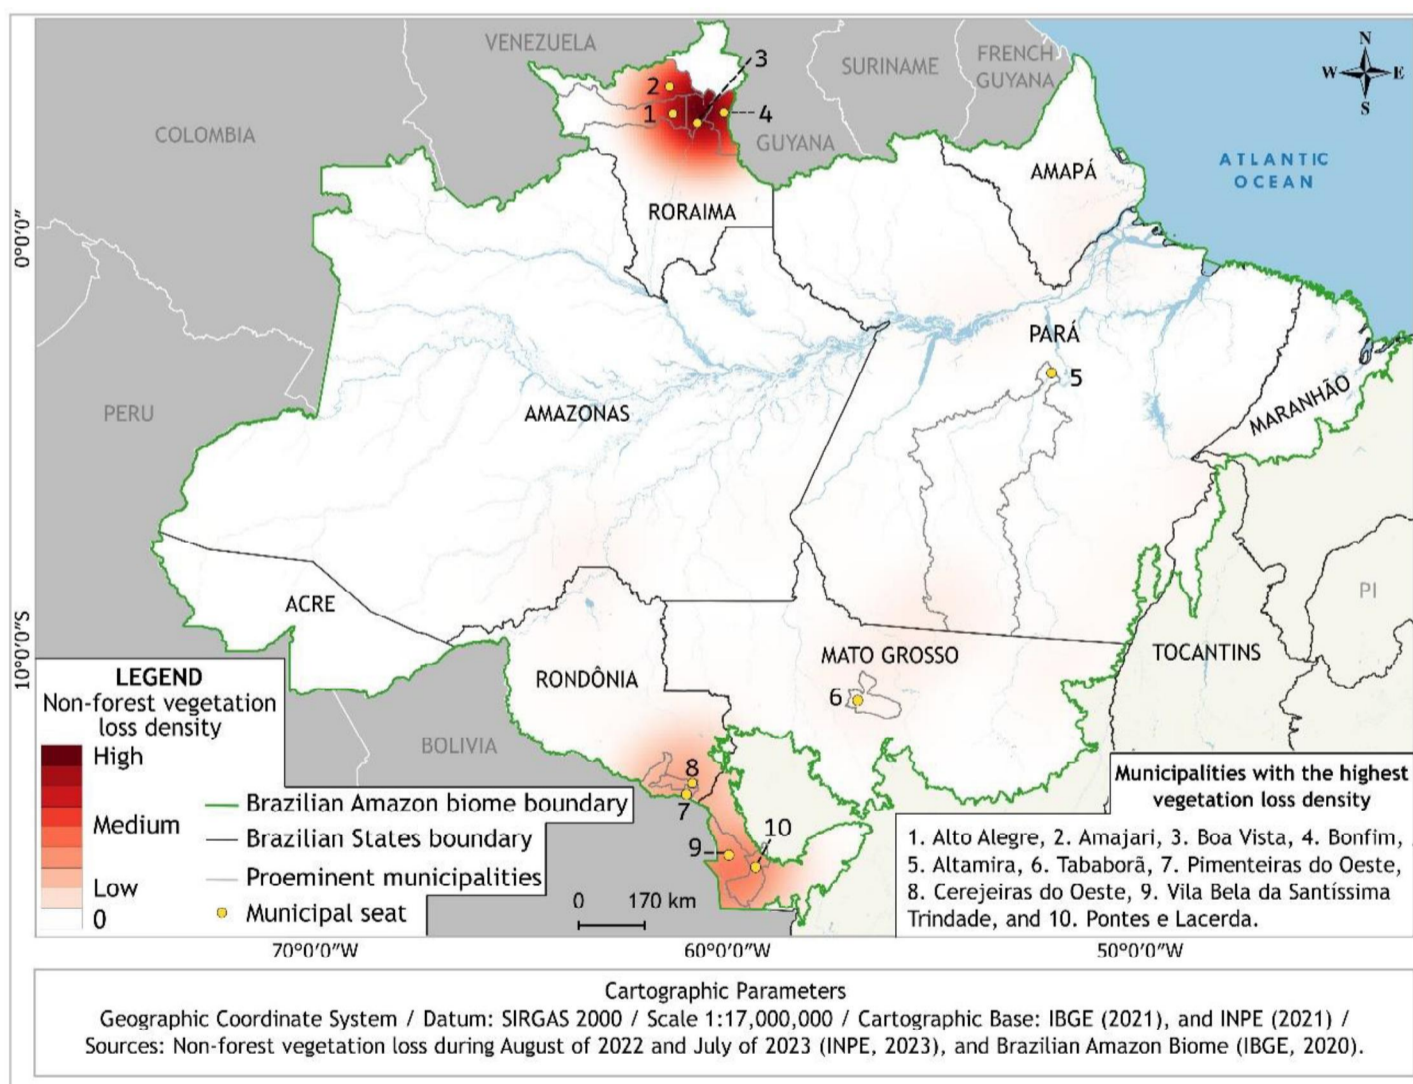 VENEZUELA
SURINAME
FRENCH
GUYANA
N
W
E
S
COLOMBIA
2
3
1
4
GUYANA
ATLANTIC
OCEAN
AMAPÁ
RORAIMA
0°0'0"
PARÁ
5
AMAZONAS
PERU
MARANHÃO
ACRE
PI
10°0'0"S
RONDÔNIA
MATO GROSSO
TOCANTINS
6
BOLIVIA
8
7
9
10
LEGEND
Non-forest vegetation
loss density
High
Medium
Low
0
Brazilian Amazon biome boundary
Brazilian States boundary
Proeminent municipalities
Municipal seat
0 170 km
Municipalities with the highest
vegetation loss density
1. Alto Alegre, 2. Amajari, 3. Boa Vista, 4. Bonfim,
5. Altamira, 6. Tababorã, 7. Pimenteiras do Oeste,
8. Cerejeiras do Oeste, 9. Vila Bela da Santíssima
Trindade, and 10. Pontes e Lacerda.
70°0'0"W
60°0'0"W
50°0'0"W
Cartographic Parameters
Geographic Coordinate System / Datum: SIRGAS 2000 / Scale 1:17,000,000 / Cartographic Base: IBGE (2021), and INPE (2021) /
Sources: Non-forest vegetation loss during August of 2022 and July of 2023 (INPE, 2023), and Brazilian Amazon Biome (IBGE, 2020).